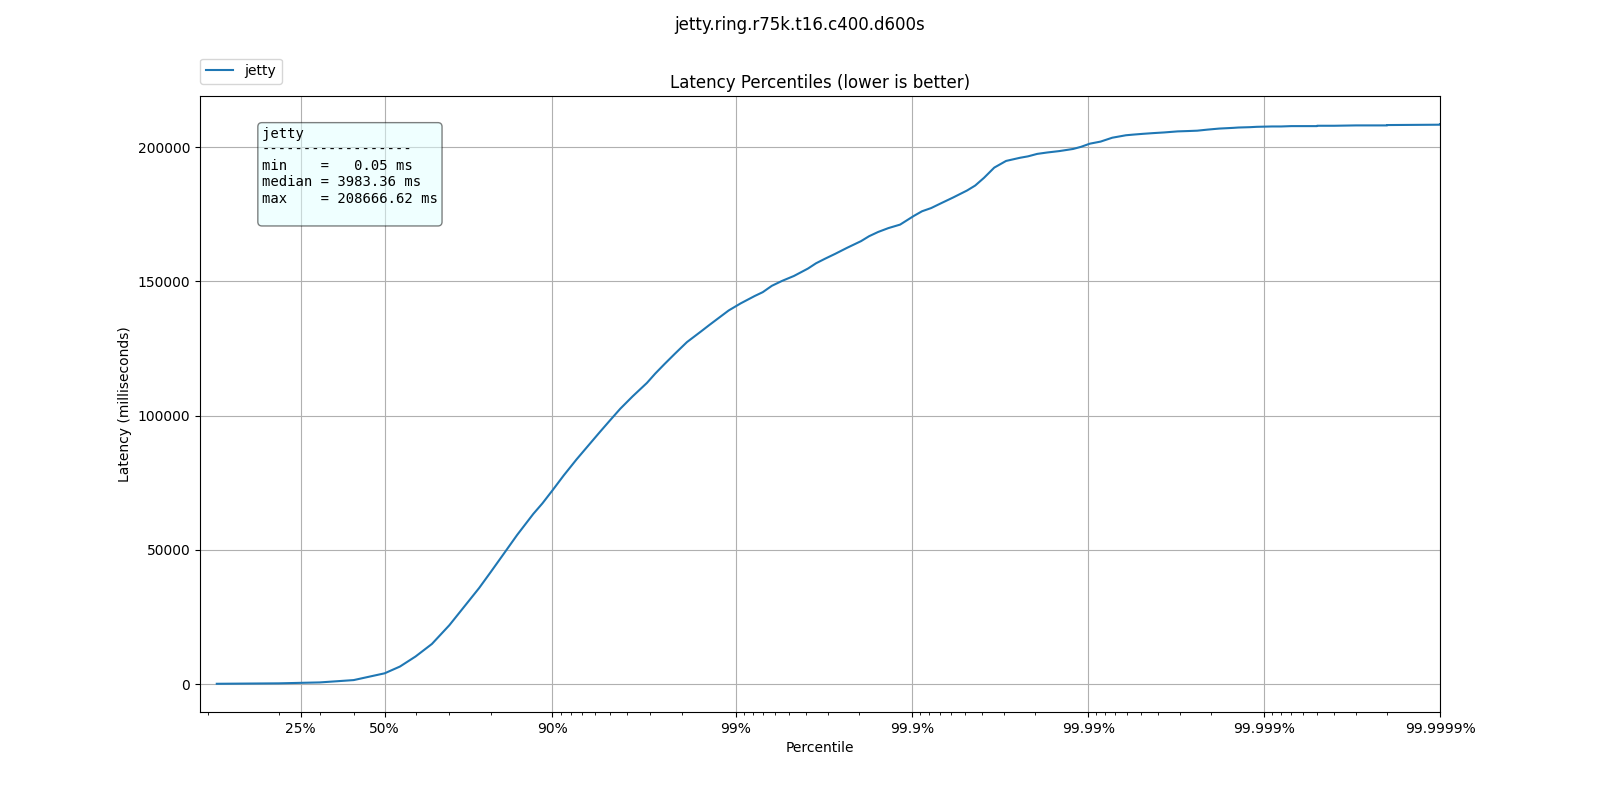 jetty.ring.r75k.t16.c400.d600s
jetty
Latency Percentiles (lower is better)
jetty
------------------
min    =   0.05 ms
median = 3983.36 ms
max    = 208666.62 ms
200000
150000
100000
50000
0
Latency (milliseconds)
25% 50% 90% 99% 99.9% 99.99% 99.999% 99.9999%
Percentile